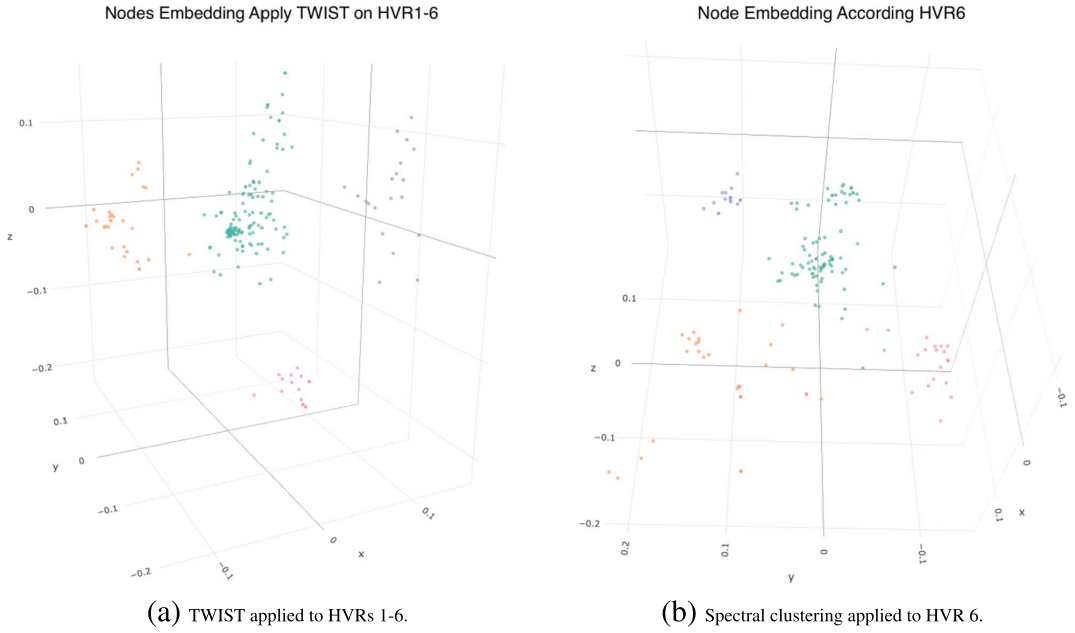 Nodes Embedding Apply TWIST on HVR1-6
0.1
0
z
−0.1
−0.2
0.1
y
0
−0.1
−0.2
−0.1
0
x
0.1
(a) TWIST applied to HVRs 1-6.
Node Embedding According HVR6
0.1
z
0
−0.1
−0.2
0.2
0.1
0
−0.1
y
0.1
x
0
−0.1
(b) Spectral clustering applied to HVR 6.